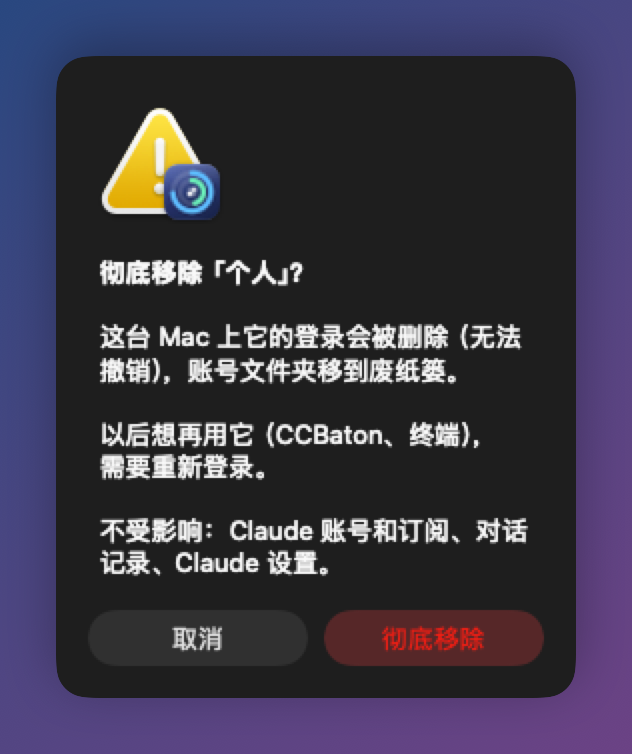 彻底移除「个人」？
这台 Mac 上它的登录会被删除（无法
撤销），账号文件夹移到废纸篓。
以后想再用它（CCBaton、终端），
需要重新登录。
不受影响：Claude 账号和订阅、对话
记录、Claude 设置。
取消
彻底移除